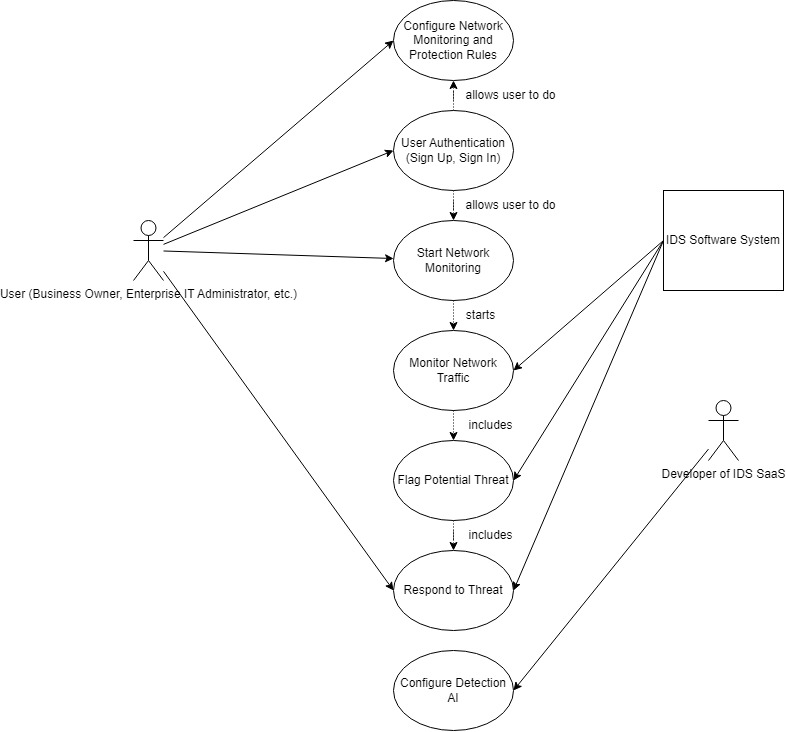 Configure Network
Monitoring and
Protection Rules
allows user to do
User Authentication
(Sign Up, Sign In)
allows user to do
Start Network
Monitoring
IDS Software System
User (Business Owner, Enterprise IT Administrator, etc.)
starts
Monitor Network
Traffic
includes
Flag Potential Threat
Developer of IDS SaaS
includes
Respond to Threat
Configure Detection
AI